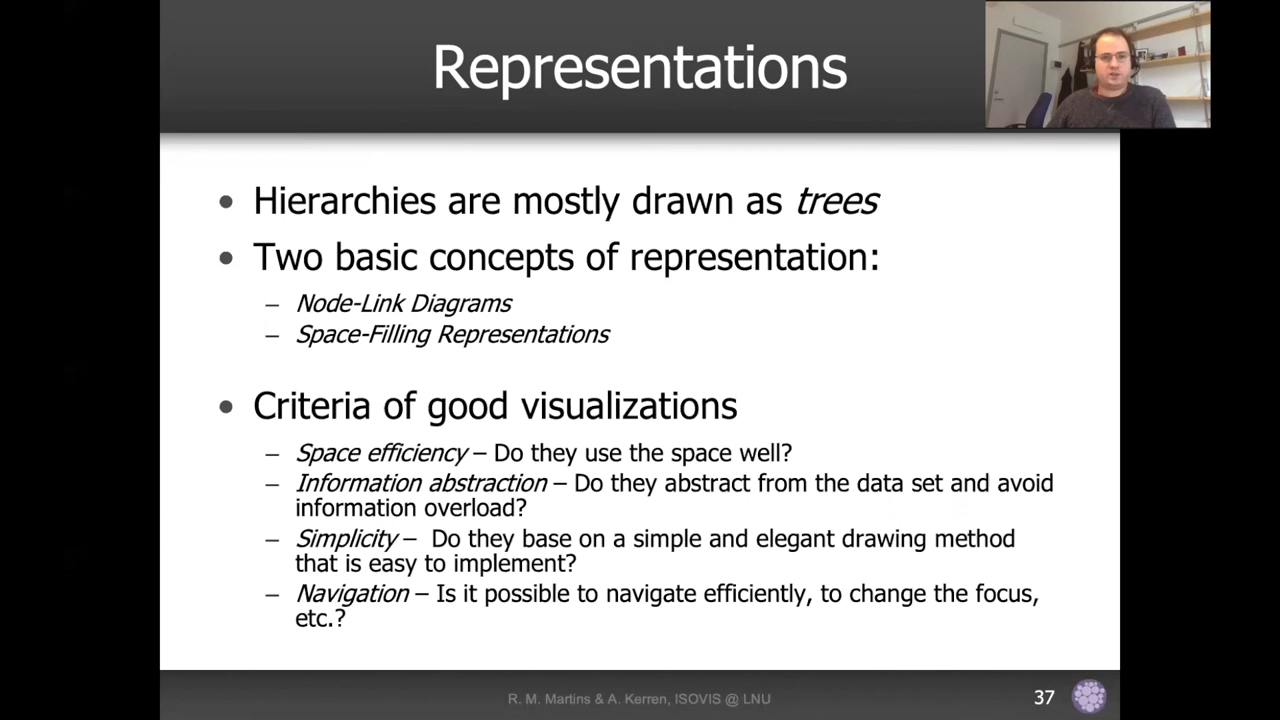 Representations
• Hierarchies are mostly drawn as trees
• Two basic concepts of representation:
– Node-Link Diagrams
– Space-Filling Representations
• Criteria of good visualizations
– Space efficiency – Do they use the space well?
– Information abstraction – Do they abstract from the data set and avoid
information overload?
– Simplicity – Do they base on a simple and elegant drawing method
that is easy to implement?
– Navigation – Is it possible to navigate efficiently, to change the focus,
etc.?
R. M. Martins & A. Kerren, ISOVIS @ LNU
37